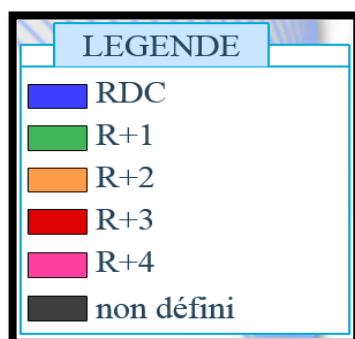 LEGENDE
RDC
R+1
R+2
R+3
R+4
non défini